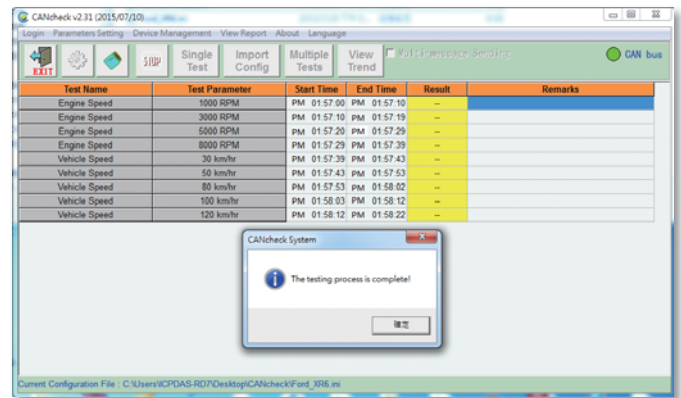 CANcheck v2.31 (2015/07/10)
Login Parameters Setting Device Management View Report About Language
EXIT STOP Single Test Import Config Multiple Tests View Trend Multi-message Sending CAN bus
Test Name Test Parameter Start Time End Time Result Remarks
Engine Speed 1000 RPM PM 01:57:00 PM 01:57:10 --
Engine Speed 3000 RPM PM 01:57:10 PM 01:57:19 --
Engine Speed 5000 RPM PM 01:57:20 PM 01:57:29 --
Engine Speed 8000 RPM PM 01:57:29 PM 01:57:39 --
Vehicle Speed 30 km/hr PM 01:57:39 PM 01:57:43 --
Vehicle Speed 50 km/hr PM 01:57:43 PM 01:57:53 --
Vehicle Speed 80 km/hr PM 01:57:53 PM 01:58:02 --
Vehicle Speed 100 km/hr PM 01:58:03 PM 01:58:12 --
Vehicle Speed 120 km/hr PM 01:58:12 PM 01:58:22 --
CANcheck System
The testing process is complete!
確定
Current Configuration File : C:\Users\ICPDAS-RD7\Desktop\CANcheck\Ford_XR6.ini